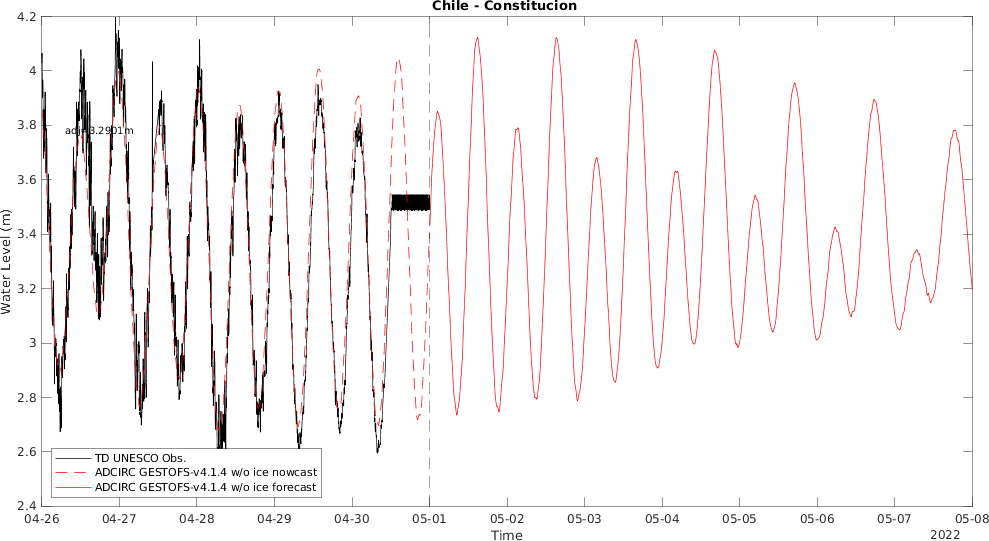 Chile - Constitucion
4.2
4
3.8
3.6
3.4
3.2
3
2.8
2.6
2.4
Water Level (m)
adj=3.2901m
TD UNESCO Obs.
ADCIRC GESTOFS-v4.1.4 w/o ice nowcast
ADCIRC GESTOFS-v4.1.4 w/o ice forecast
04-26 04-27 04-28 04-29 04-30 05-01 05-02 05-03 05-04 05-05 05-06 05-07 05-08
Time
2022